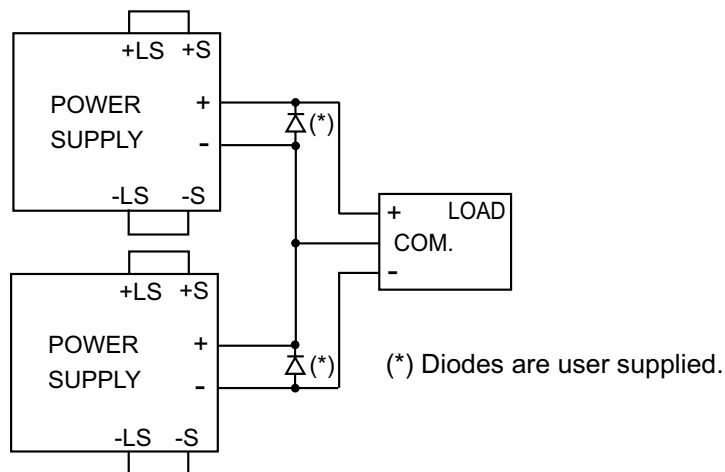 +LS +S
POWER +
SUPPLY -
(*)
-LS -S
+ LOAD
COM.
-
+LS +S
POWER +
SUPPLY -
(*)
(*) Diodes are user supplied.
-LS -S